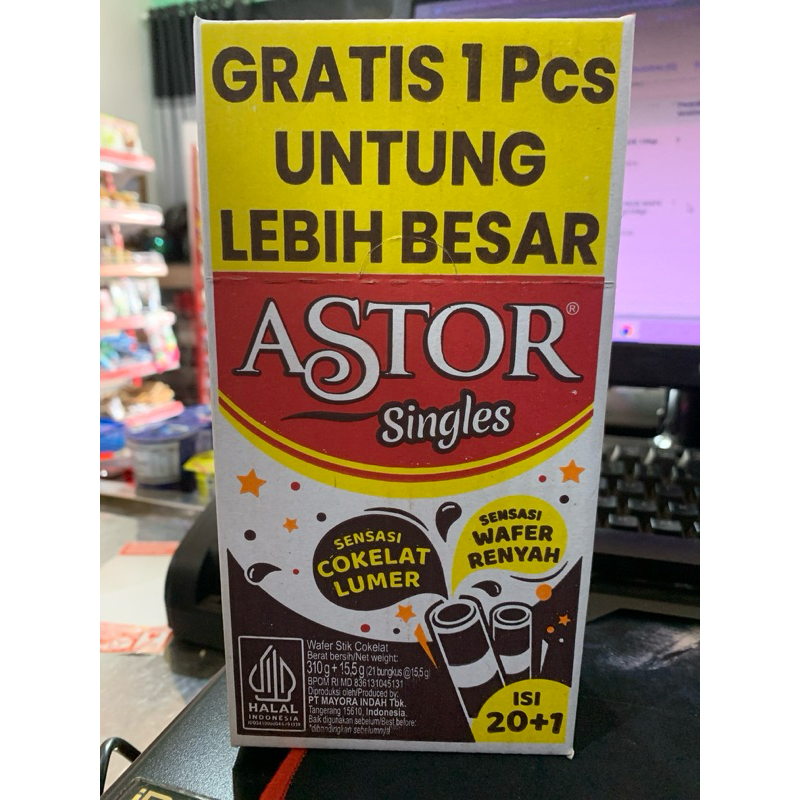 GRATIS 1 Pcs
UNTUNG
LEBIH BESAR
ASTOR®
Singles
SENSASI
COKELAT
LUMER
SENSASI
WAFER
RENYAH
Wafer Stik Cokelat
Berat bersih/Net weight:
310 g + 15,5 g (21 bungkus @15,5 g)
BPOM RI MD 836131045131
Diproduksi oleh/Produced by:
PT MAYORA INDAH Tbk.
Tangerang 15610, Indonesia.
Baik digunakan sebelum/Best before:
*dibandingkan sebelumnya
HALAL
INDONESIA
ISI
20+1